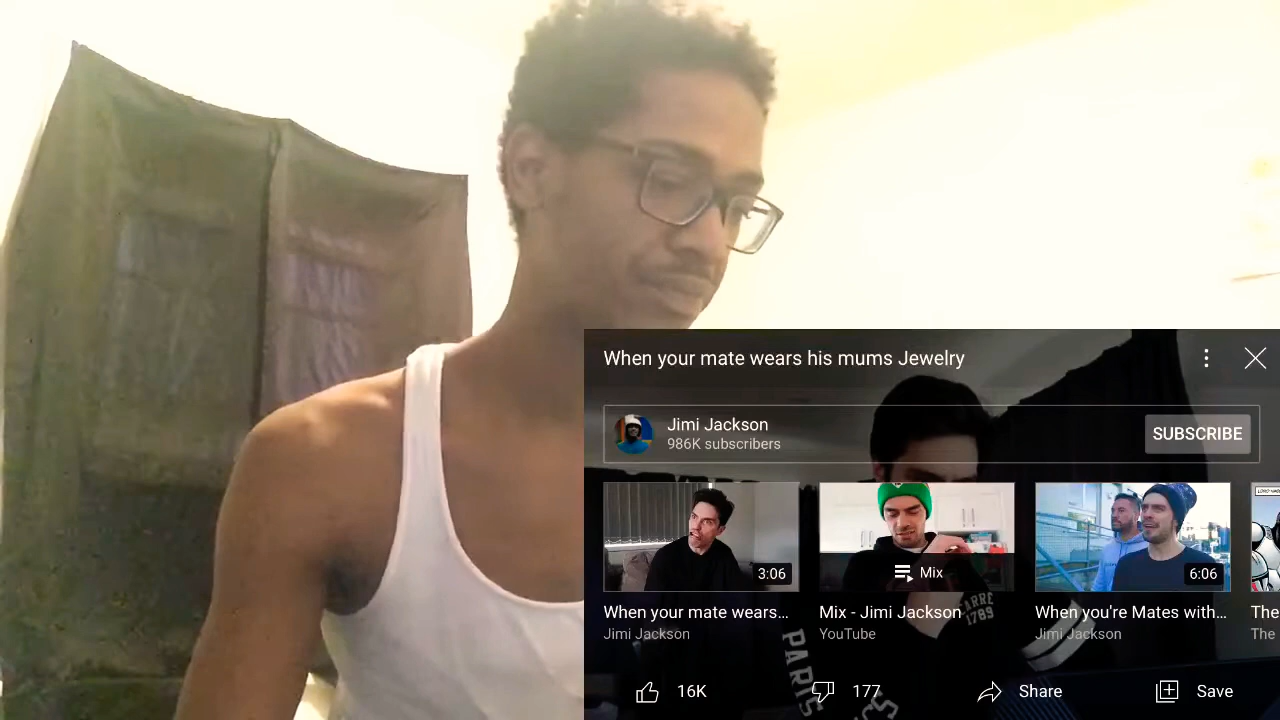 When your mate wears his mums Jewelry
Jimi Jackson
986K subscribers
SUBSCRIBE
3:06
Mix
6:06
When your mate wears...
Jimi Jackson
Mix - Jimi Jackson
YouTube
When you're Mates with...
Jimi Jackson
The
The
PARIS
1789
16K
177
Share
Save